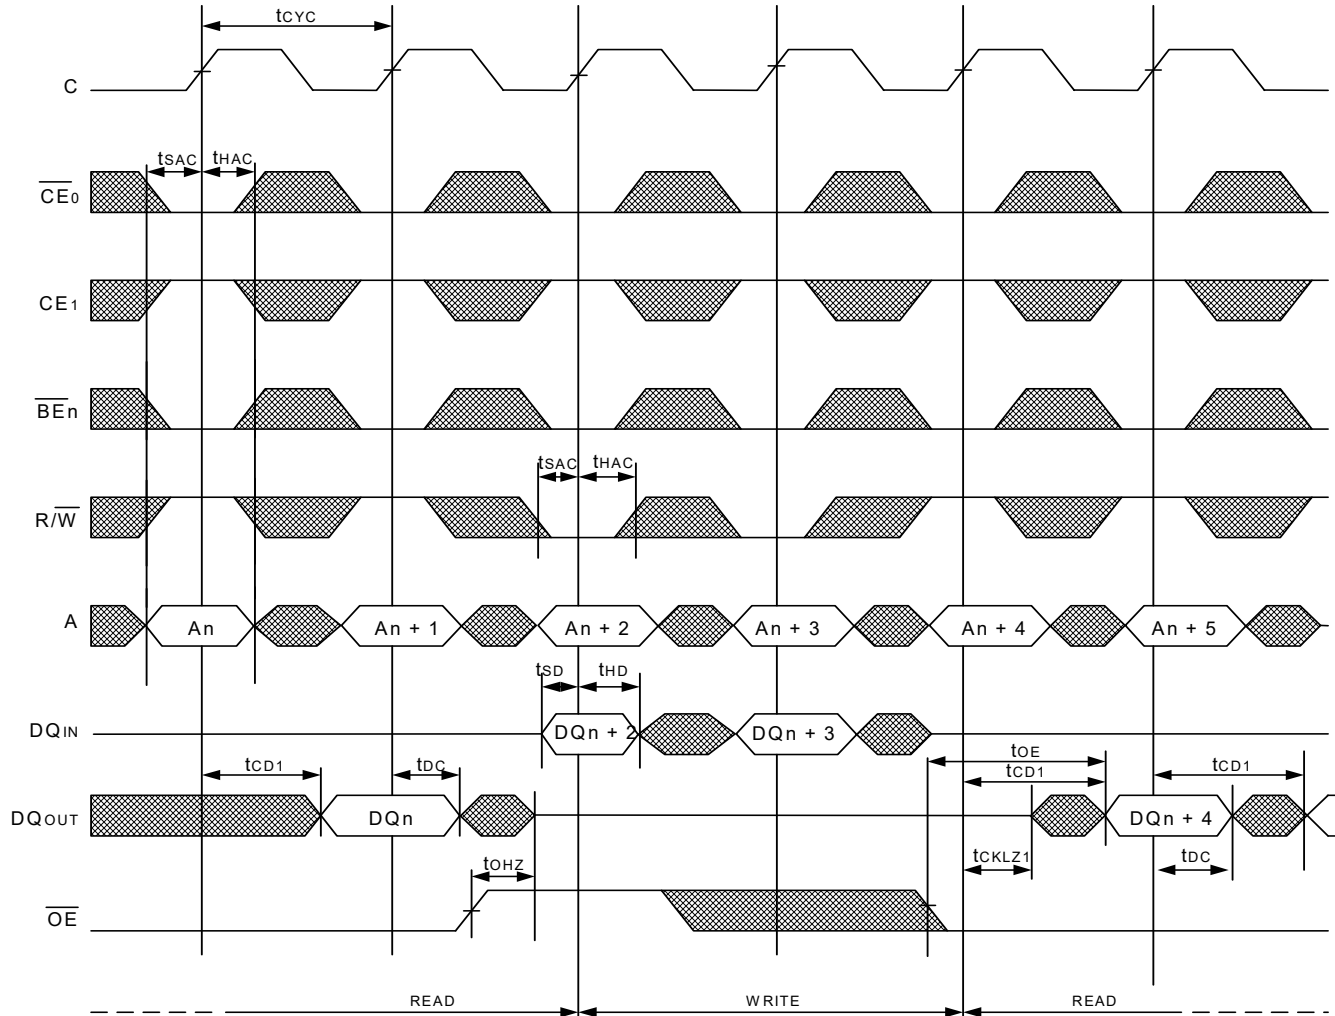 tCYC
C
tSAC tHAC
CE0
CE1
BEn
tSAC tHAC
R/W
A An An + 1 An + 2 An + 3 An + 4 An + 5
tSD tHD
DQIN DQn + 2 DQn + 3
tOE
tCD1 tDC tCD1 tCD1
DQOUT DQn DQn + 4
tOHZ tCKLZ1 tDC
OE
READ WRITE READ